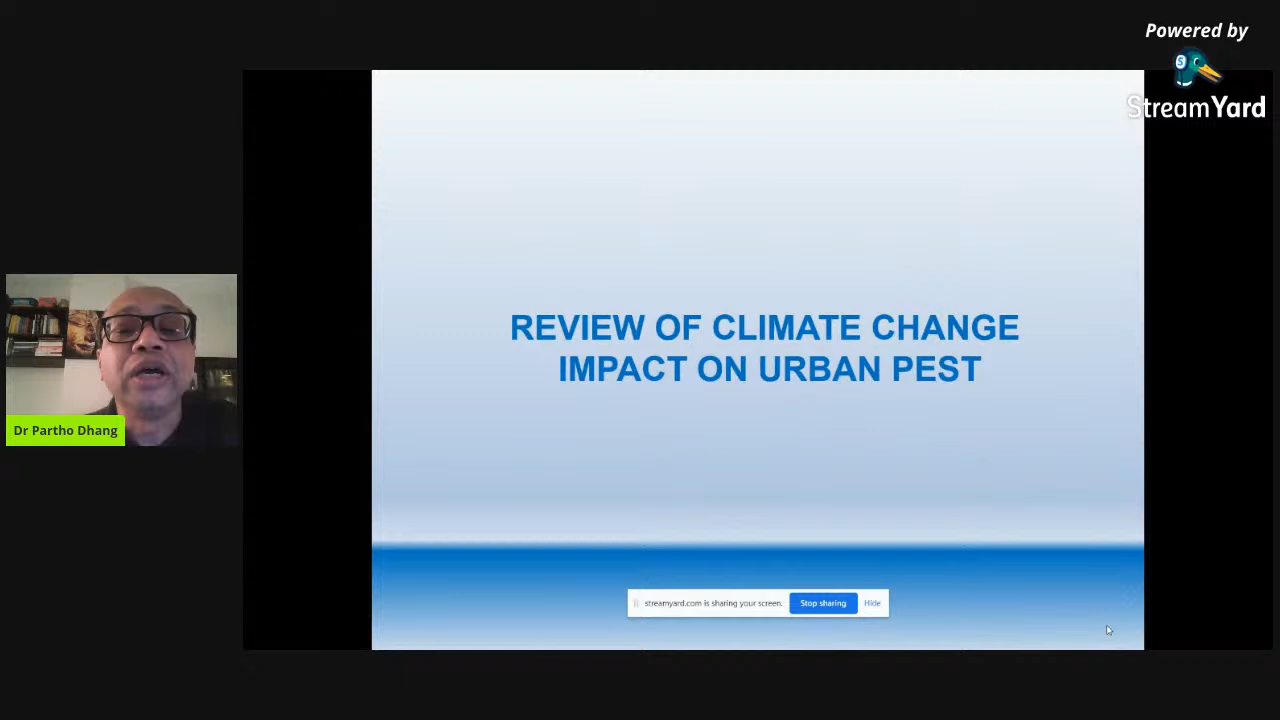 Powered by
StreamYard
REVIEW OF CLIMATE CHANGE
IMPACT ON URBAN PEST
Dr Partho Dhang
streamyard.com is sharing your screen.
Stop sharing
Hide